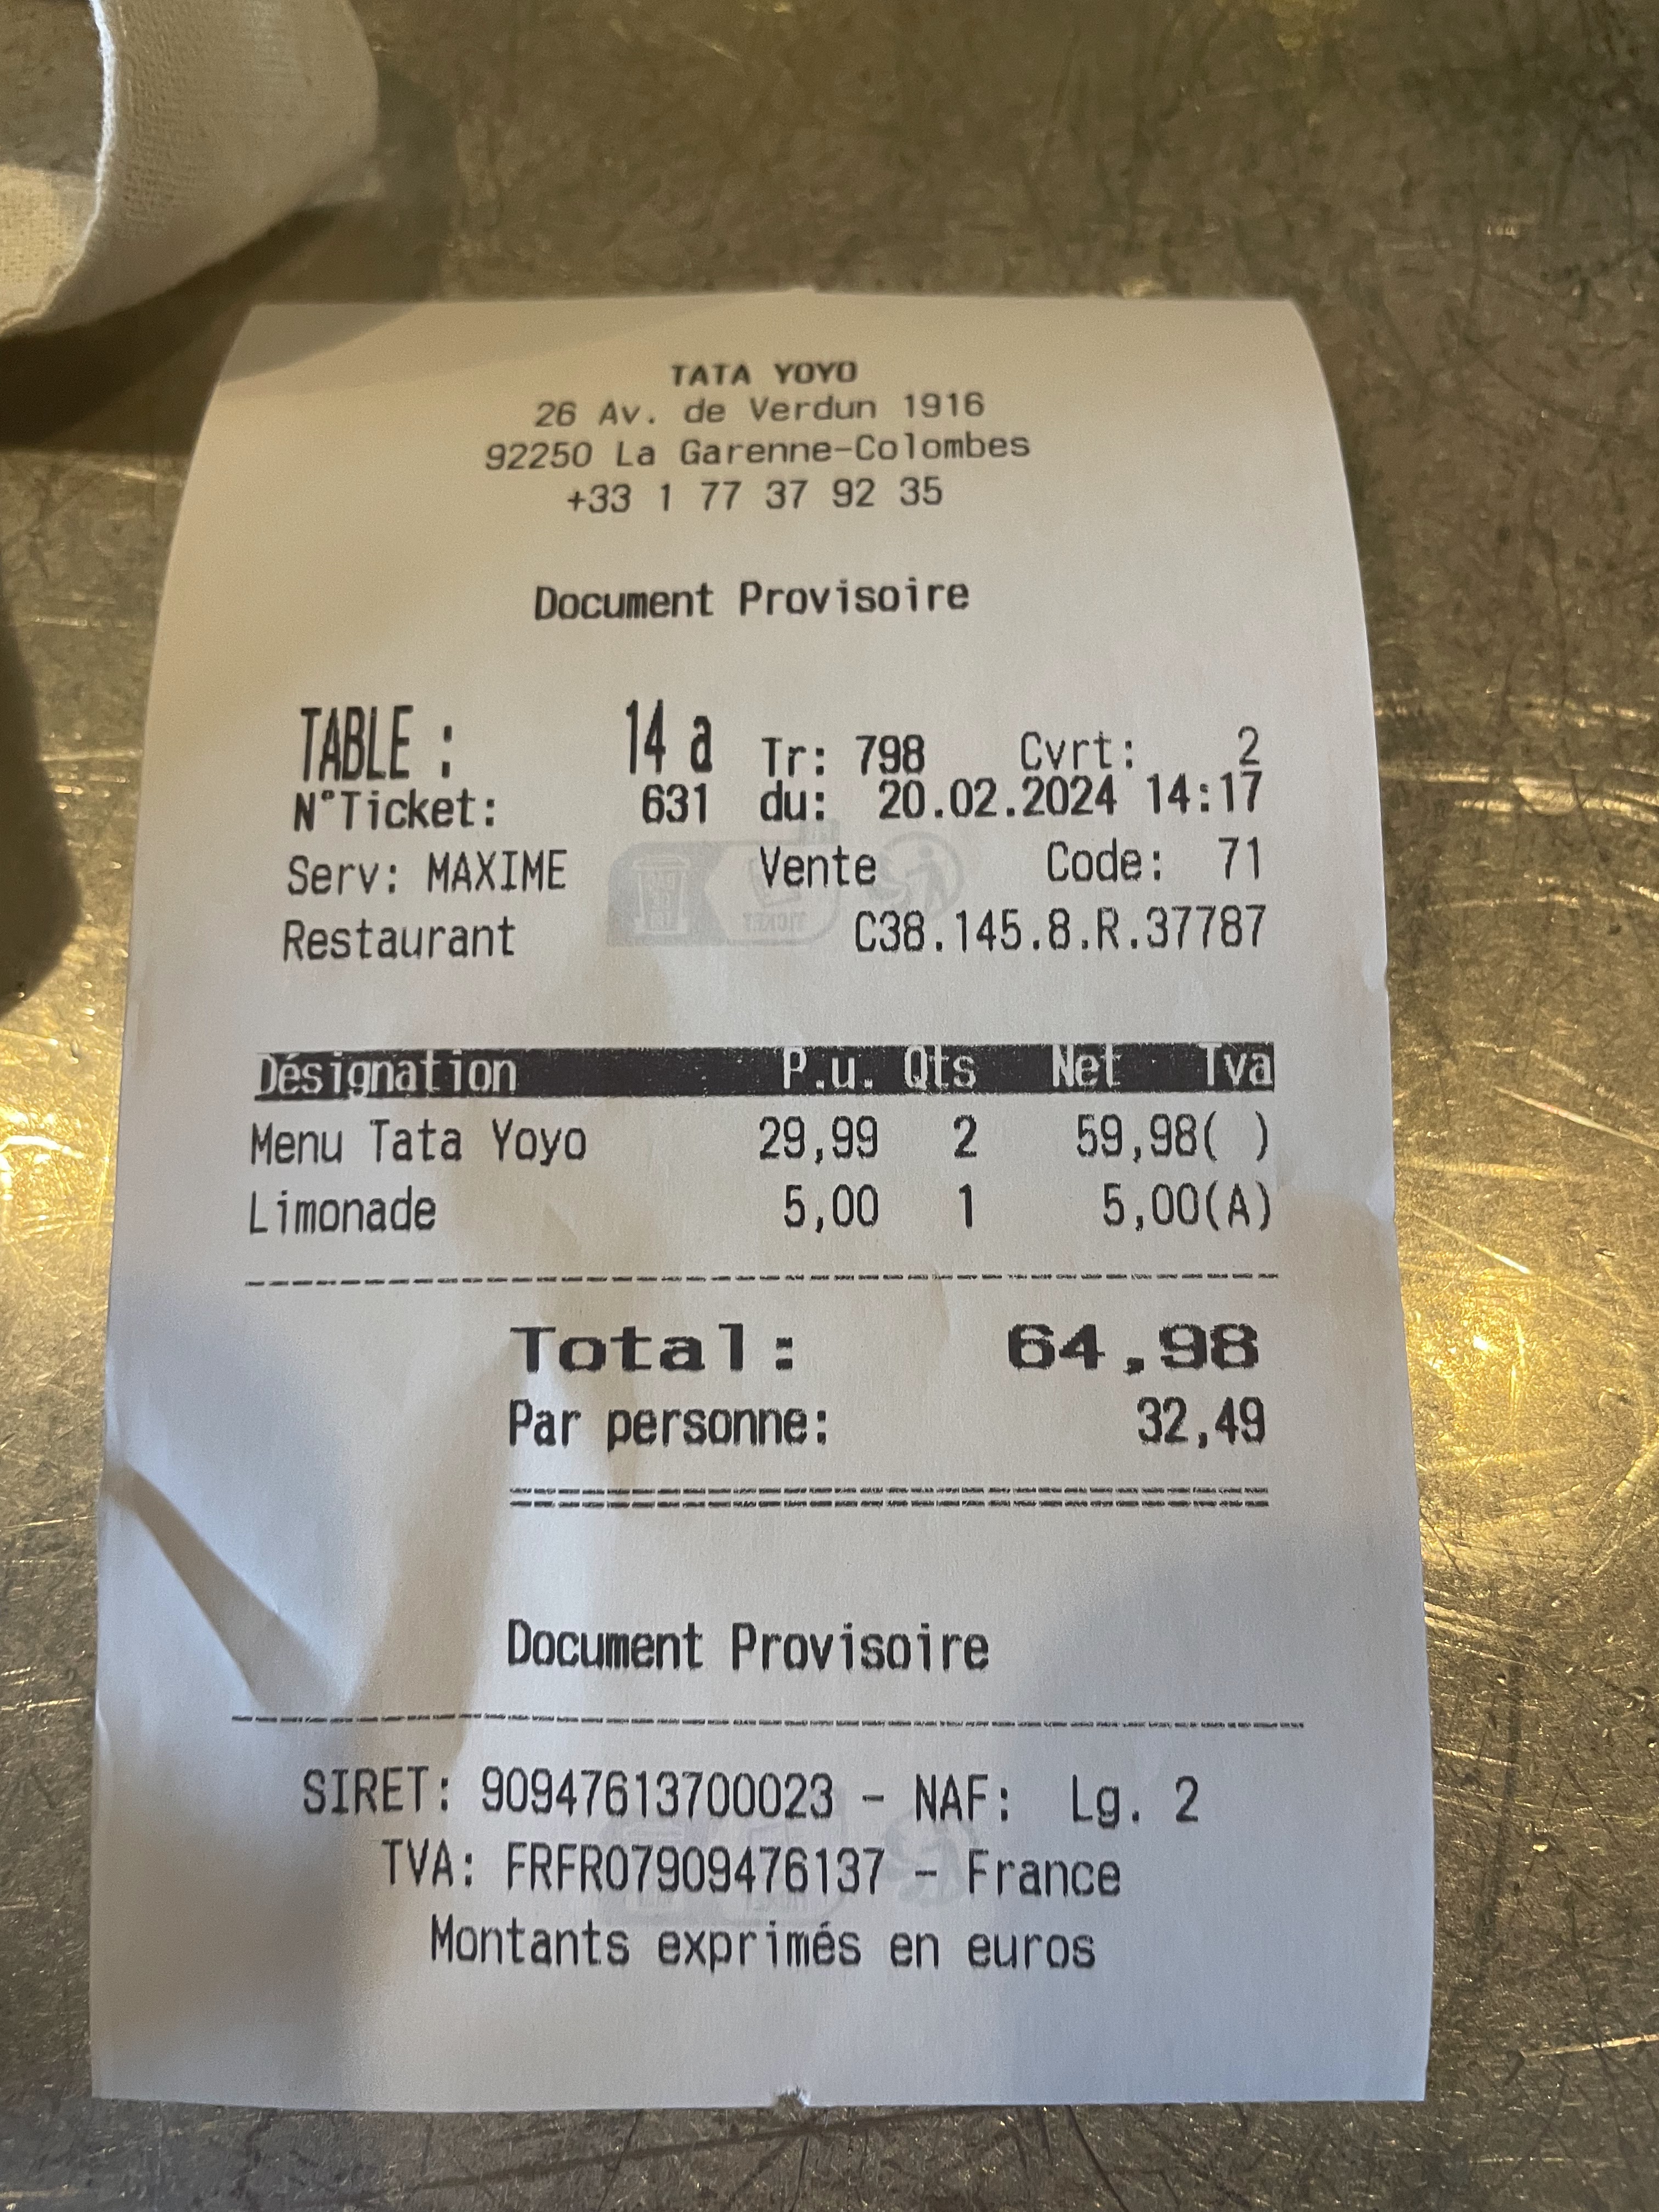 TATA YOYO
26 Av. de Verdun 1916
92250 La Garenne-Colombes
+33 1 77 37 92 35
Document Provisoire
TABLE : 14 a Tr: 798 Cvrt: 2
N°Ticket: 631 du: 20.02.2024 14:17
Serv: MAXIME Vente Code: 71
Restaurant C38.145.8.R.37787
Désignation P.u. Qts Net Tva
Menu Tata Yoyo 29,99 2 59,98( )
Limonade 5,00 1 5,00(A)
Total: 64,98
Par personne: 32,49
Document Provisoire
SIRET: 90947613700023 - NAF: Lg. 2
TVA: FRFR07909476137 - France
Montants exprimés en euros